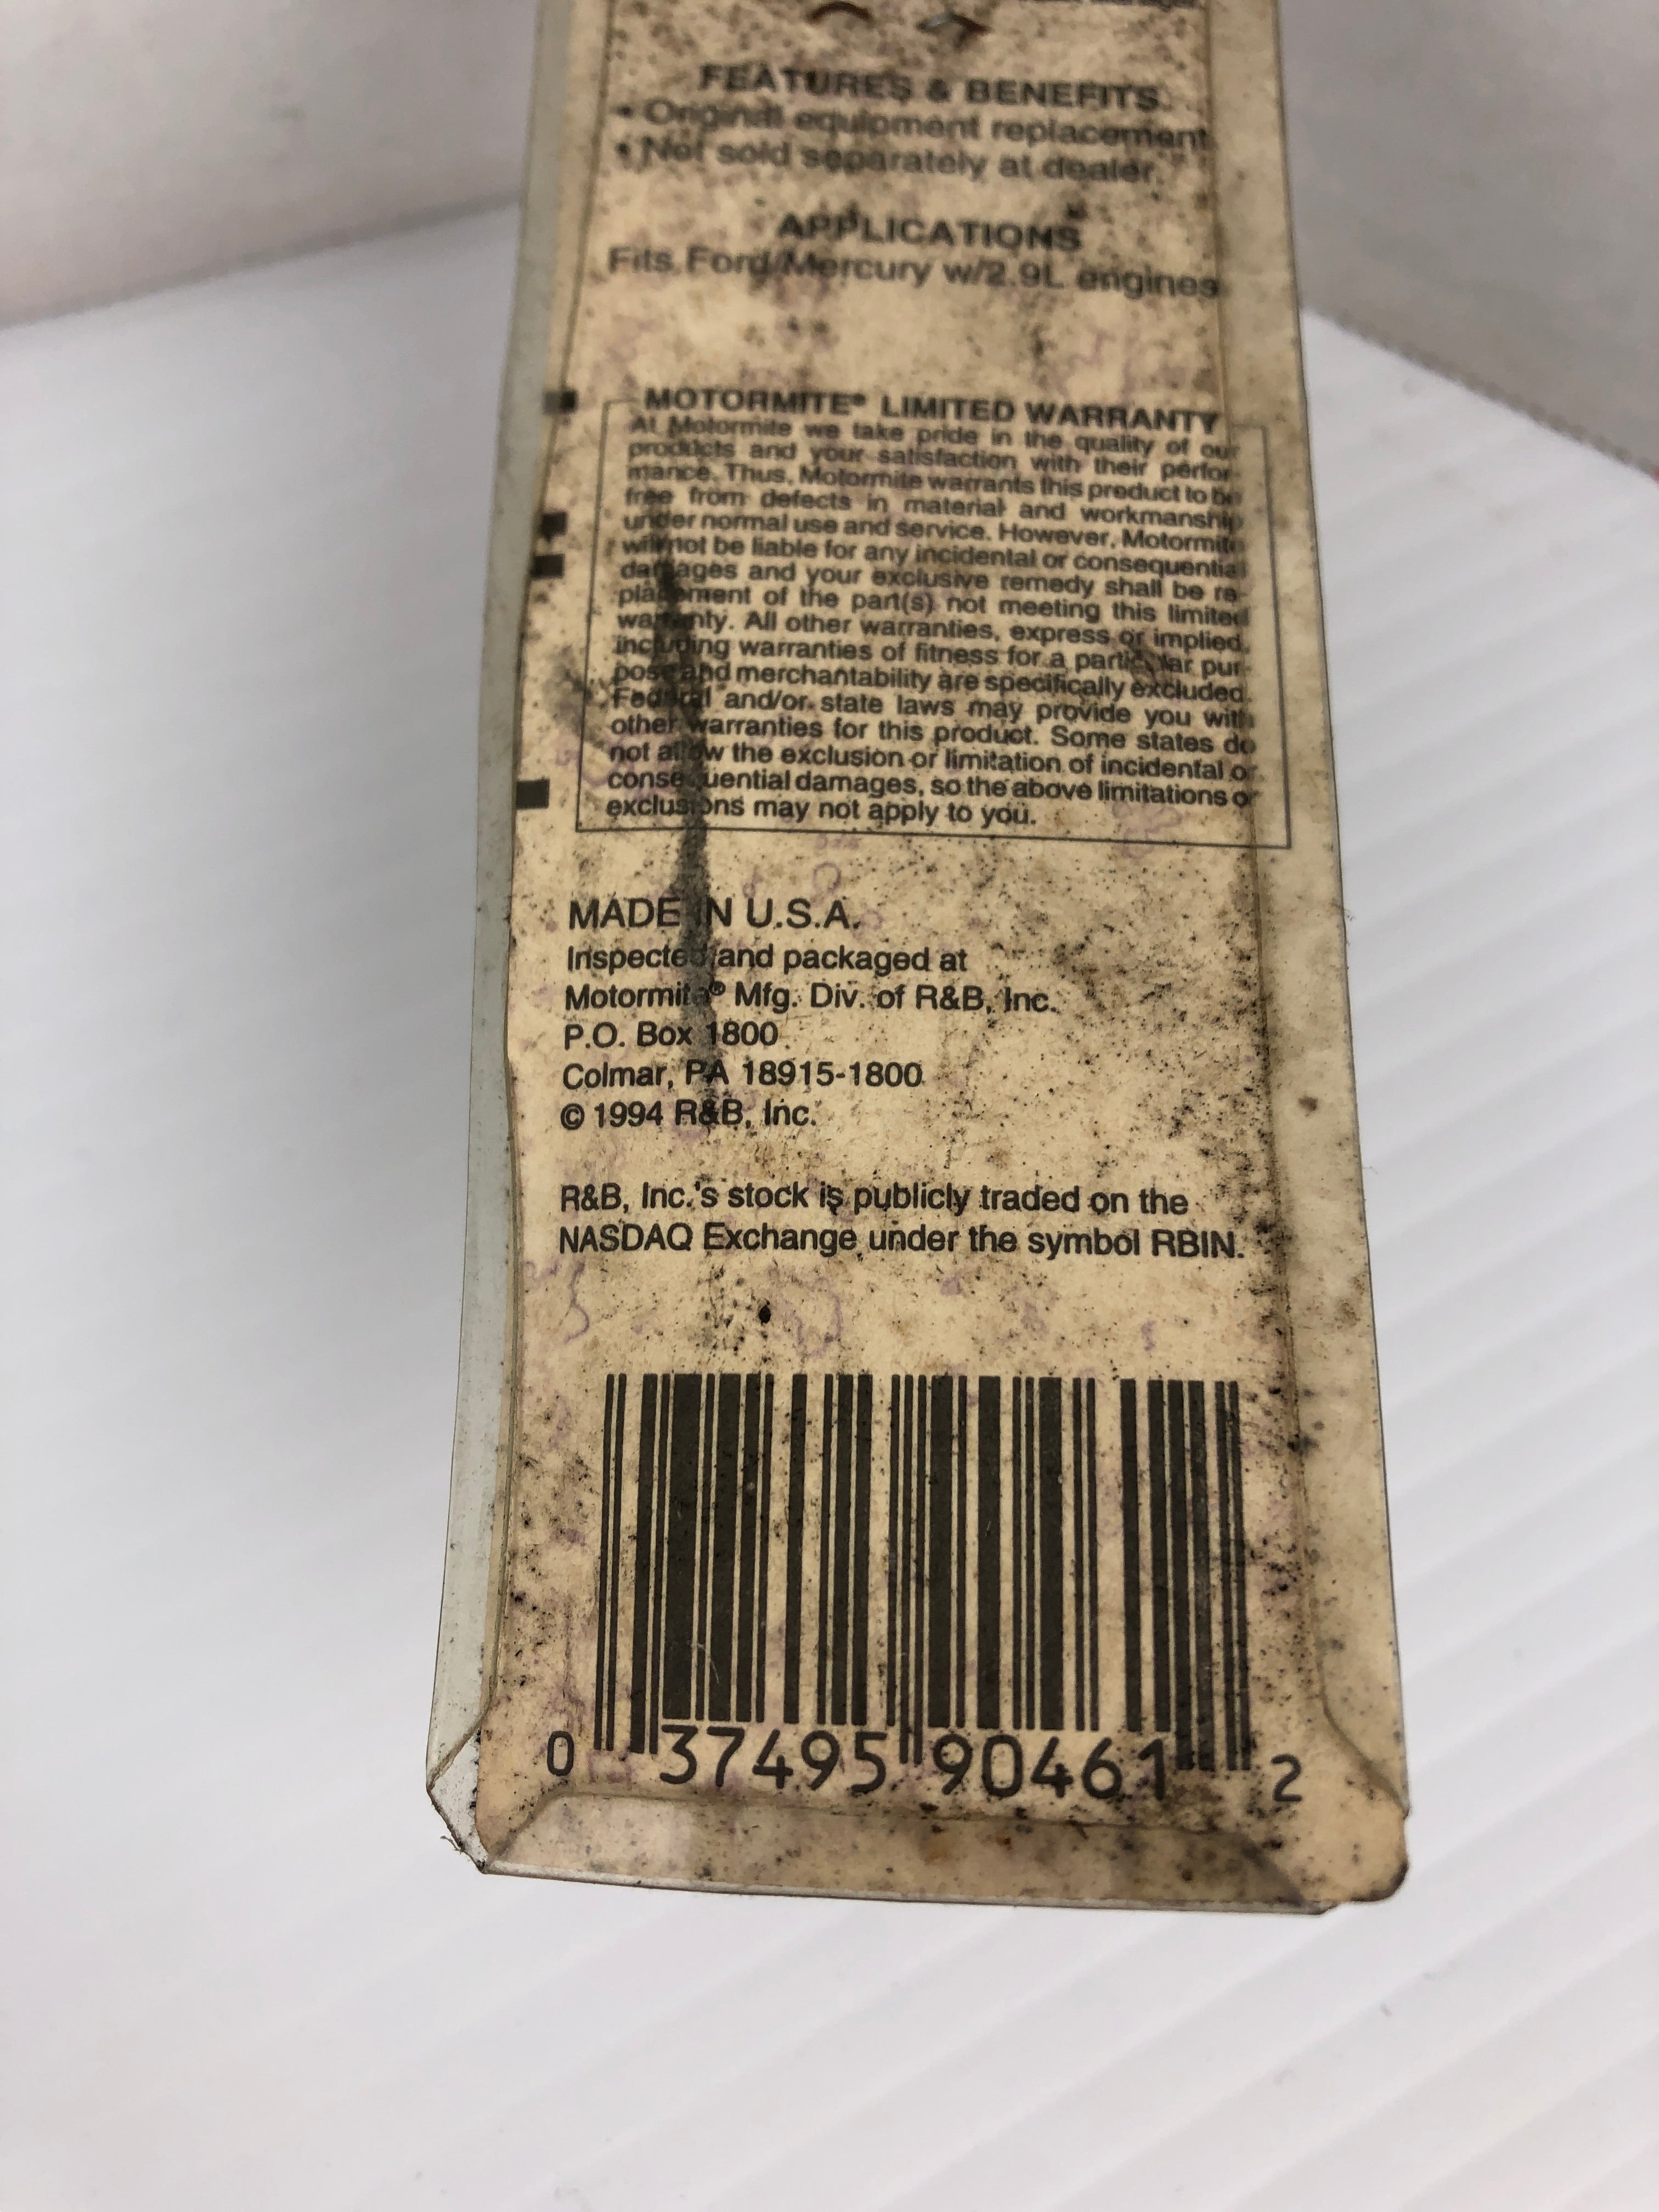 FEATURES & BENEFITS
• Original equipment replacement
• Not sold separately at dealer.
APPLICATIONS
Fits Ford/Mercury w/2.9L engines
MOTORMITE® LIMITED WARRANTY
At Motormite we take pride in the quality of our
products and your satisfaction with their perfor-
mance. Thus, Motormite warrants this product to be
free from defects in material and workmanship
under normal use and service. However, Motormite
will not be liable for any incidental or consequential
damages and your exclusive remedy shall be re-
placement of the part(s) not meeting this limited
warranty. All other warranties, express or implied,
including warranties of fitness for a particular pur-
pose and merchantability are specifically excluded.
Federal and/or state laws may provide you with
other warranties for this product. Some states do
not allow the exclusion or limitation of incidental or
consequential damages, so the above limitations or
exclusions may not apply to you.
MADE IN U.S.A.
Inspected and packaged at
Motormite® Mfg. Div. of R&B, Inc.
P.O. Box 1800
Colmar, PA 18915-1800
© 1994 R&B, Inc.
R&B, Inc.'s stock is publicly traded on the
NASDAQ Exchange under the symbol RBIN.
0 37495 90461 2